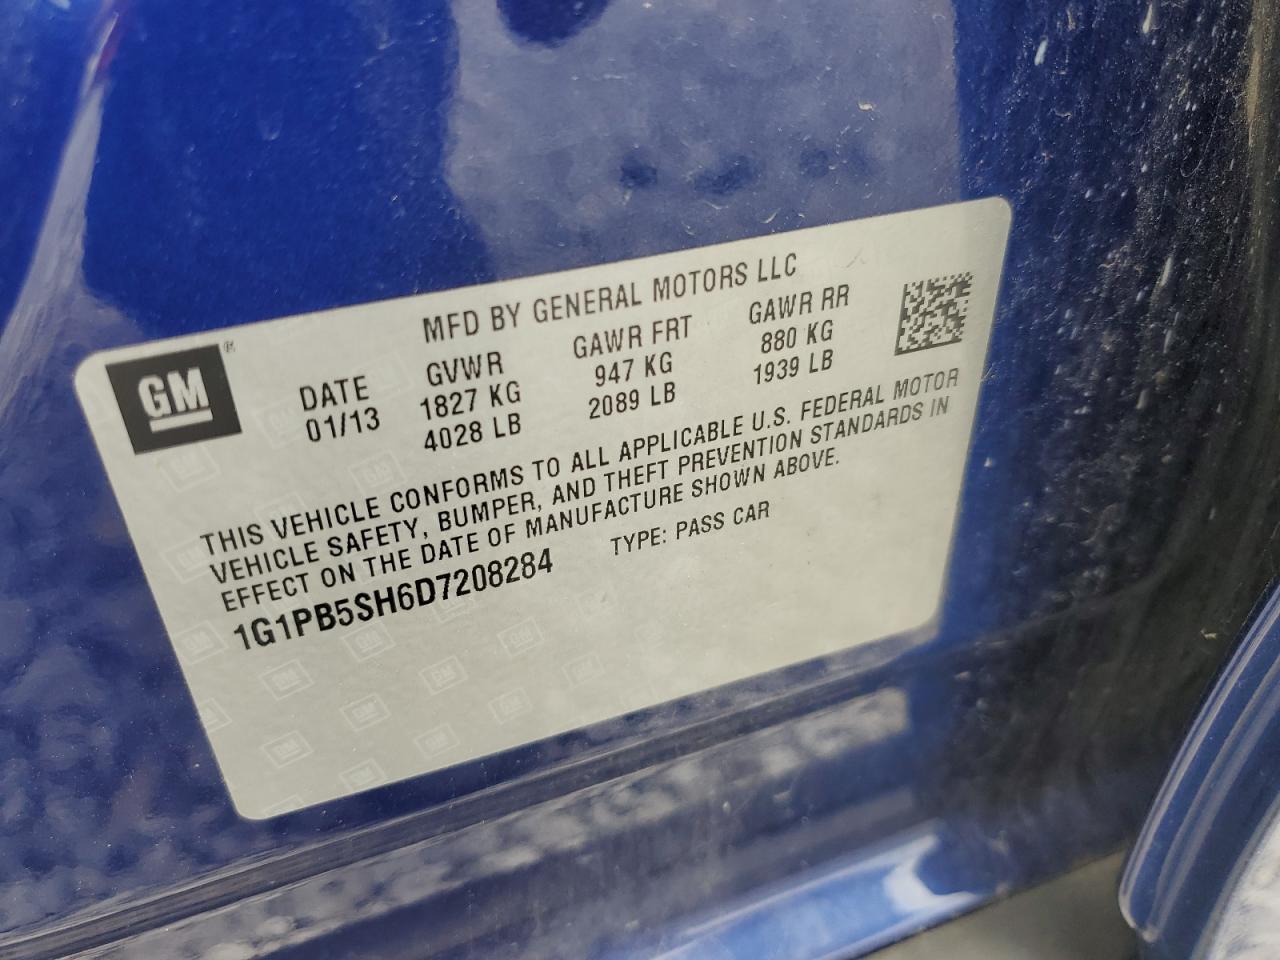 MFD BY GENERAL MOTORS LLC
GM®
DATE GVWR GAWR FRT GAWR RR
01/13 1827 KG 947 KG 880 KG
4028 LB 2089 LB 1939 LB
THIS VEHICLE CONFORMS TO ALL APPLICABLE U.S. FEDERAL MOTOR
VEHICLE SAFETY, BUMPER, AND THEFT PREVENTION STANDARDS IN
EFFECT ON THE DATE OF MANUFACTURE SHOWN ABOVE.
1G1PB5SH6D7208284 TYPE: PASS CAR